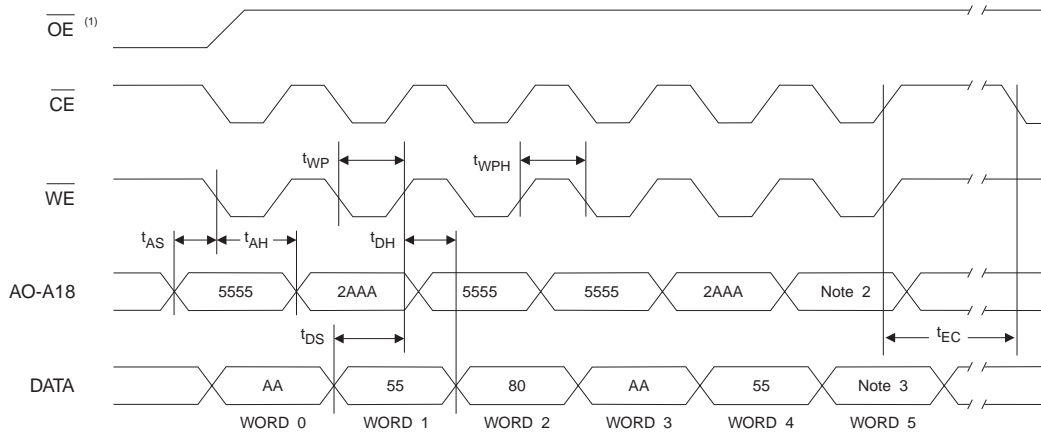 OE (1)
CE
tWP tWPH
WE
tAS tAH tDH
AO-A18 5555 2AAA 5555 5555 2AAA Note 2
tDS tEC
DATA AA 55 80 AA 55 Note 3
WORD 0 WORD 1 WORD 2 WORD 3 WORD 4 WORD 5